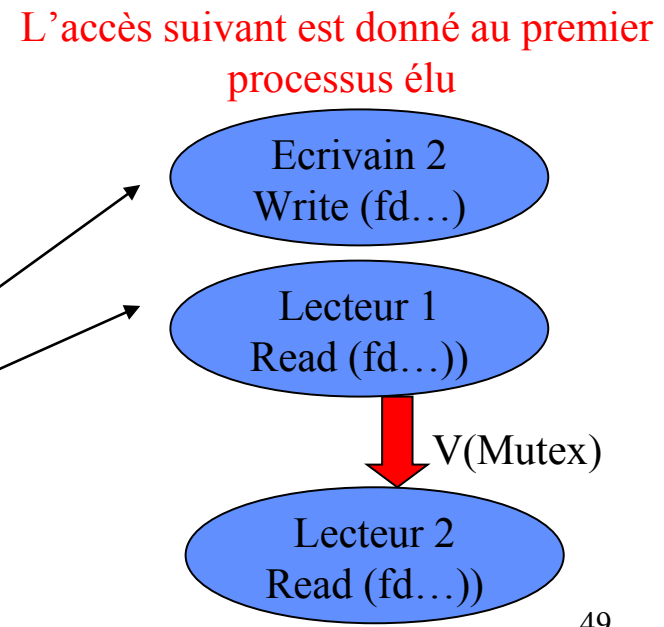 L’accès suivant est donné au premier
processus élu
Ecrivain 2
Write (fd…)
Lecteur 1
Read (fd…))
V(Mutex)
Lecteur 2
Read (fd…))
49